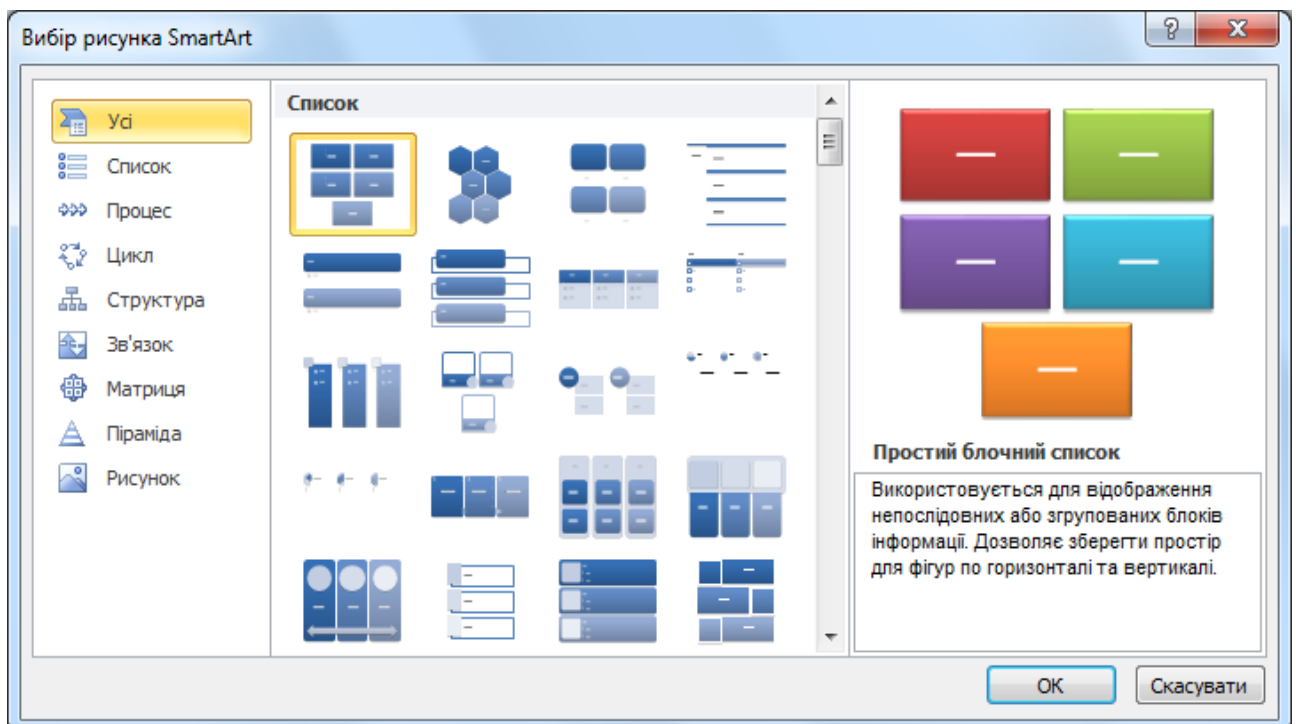 Вибір рисунка SmartArt
Усі
Список
Процес
Цикл
Структура
Зв'язок
Матриця
Піраміда
Рисунок
Список
Простий блочний список
Використовується для відображення
непослідовних або згрупованих блоків
інформації. Дозволяє зберегти простір
для фігур по горизонталі та вертикалі.
ОК
Скасувати